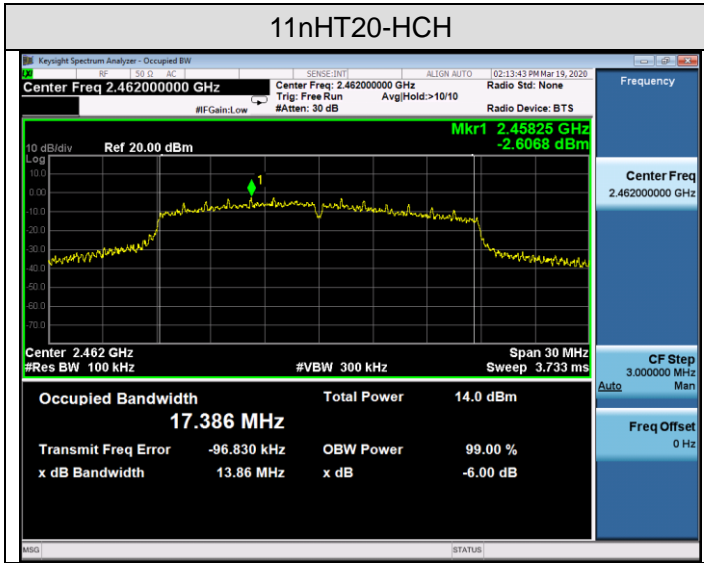 11nHT20-HCH
Keysight Spectrum Analyzer - Occupied BW
RF 50 Ω AC SENSE:INT ALIGN AUTO 02:13:43 PM Mar 19, 2020
Center Freq 2.462000000 GHz Center Freq: 2.462000000 GHz Radio Std: None
Trig: Free Run Avg|Hold:>10/10
#IFGain:Low #Atten: 30 dB Radio Device: BTS
Frequency
Mkr1 2.45825 GHz
-2.6068 dBm
10 dB/div Ref 20.00 dBm
Log
10.0
0.00
-10.0
-20.0
-30.0
-40.0
-50.0
-60.0
-70.0
1
Center 2.462 GHz Span 30 MHz
#Res BW 100 kHz #VBW 300 kHz Sweep 3.733 ms
Occupied Bandwidth Total Power 14.0 dBm
17.386 MHz
Transmit Freq Error -96.830 kHz OBW Power 99.00 %
x dB Bandwidth 13.86 MHz x dB -6.00 dB
Center Freq
2.462000000 GHz
CF Step
3.000000 MHz
Auto Man
Freq Offset
0 Hz
MSG STATUS